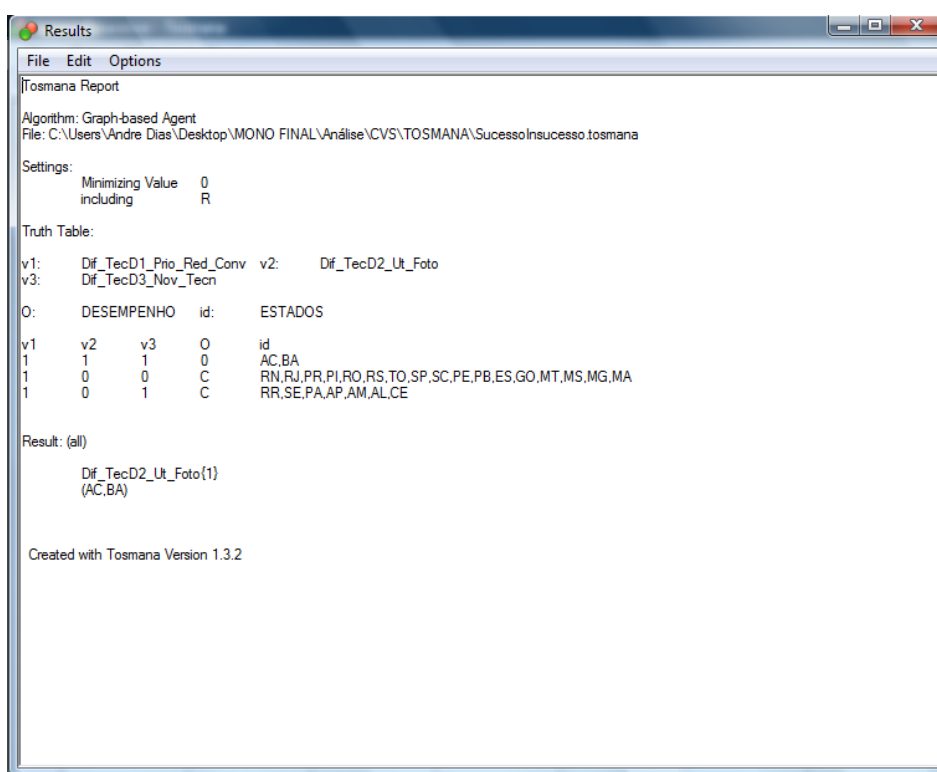 Results
File Edit Options
Tosmana Report
Algorithm: Graph-based Agent
File: C:\Users\Andre Dias\Desktop\MONO FINAL\Análise\CVS\TOSMANA\SucessoInsucesso.tosmana
Settings:
Minimizing Value 0
including R
Truth Table:
v1: Dif_TecD1_Prio_Red_Conv v2: Dif_TecD2_Ut_Foto
v3: Dif_TecD3_Nov_Tecn
O: DESEMPENHO id: ESTADOS
v1 v2 v3 O id
1 1 1 0 AC,BA
1 0 0 C RN,RJ,PR,PI,RO,RS,TO,SP,SC,PE,PB,ES,GO,MT,MS,MG,MA
1 0 1 C RR,SE,PA,AP,AM,AL,CE
Result: (all)
Dif_TecD2_Ut_Foto{1}
(AC,BA)
Created with Tosmana Version 1.3.2